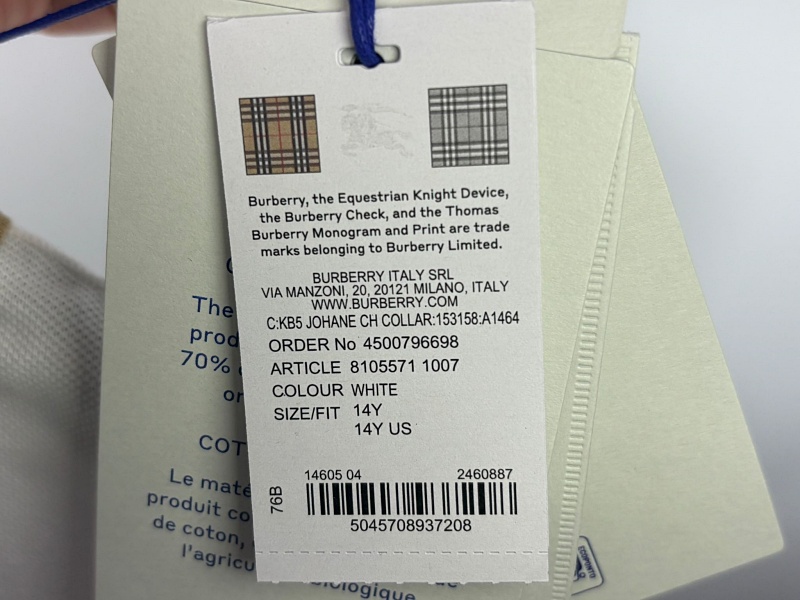 Burberry, the Equestrian Knight Device,
the Burberry Check, and the Thomas
Burberry Monogram and Print are trade
marks belonging to Burberry Limited.
BURBERRY ITALY SRL
VIA MANZONI, 20, 20121 MILANO, ITALY
WWW.BURBERRY.COM
C:KB5 JOHANE CH COLLAR:153158:A1464
ORDER No 4500796698
ARTICLE 8105571 1007
COLOUR WHITE
SIZE/FIT 14Y
14Y US
14605 04 2460887
76B
5045708937208
The
prod
70%
or
COT
Le maté
produit co
de coton,
l'agricu
biologique
ECOPUNTO